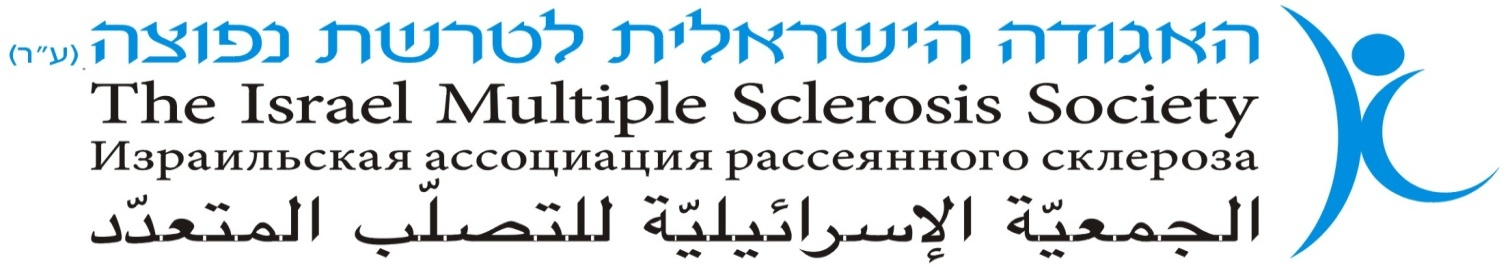 האגודה הישראלית לטרשת נפוצה (ע״ר).
The Israel Multiple Sclerosis Society
Израильская ассоциация рассеянного склероза
الجمعيّة الإسرائيليّة للتصلّب المتعدّد